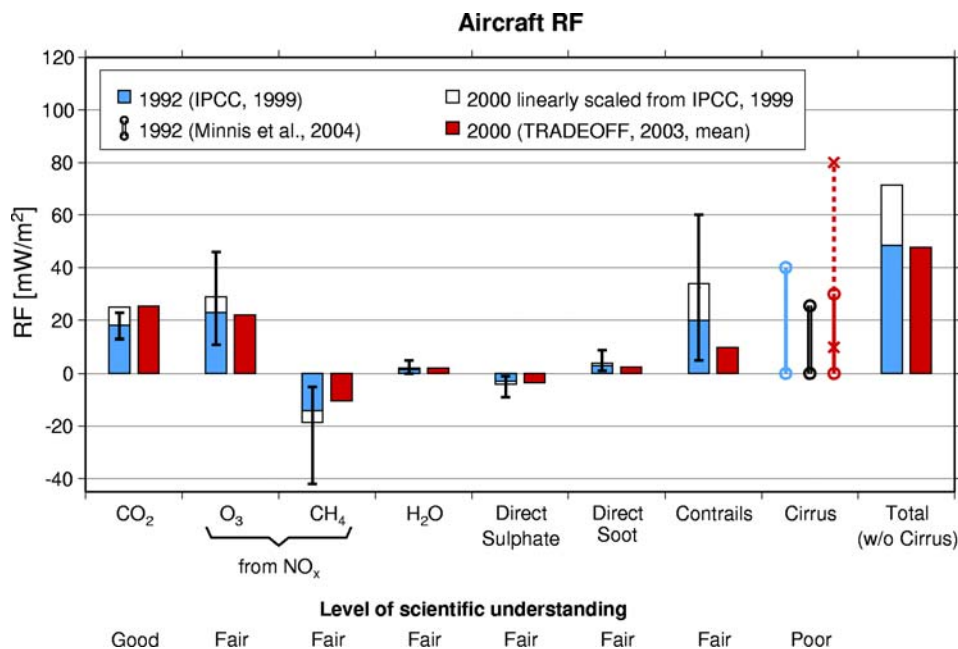 Aircraft RF
120
100
80
60
40
20
0
-20
-40
RF [mW/m²]
1992 (IPCC, 1999)
2000 linearly scaled from IPCC, 1999
1992 (Minnis et al., 2004)
2000 (TRADEOFF, 2003, mean)
CO₂ O₃ CH₄ H₂O Direct Direct Contrails Cirrus Total
Sulphate Soot (w/o Cirrus)
from NOₓ
Level of scientific understanding
Good Fair Fair Fair Fair Fair Fair Poor